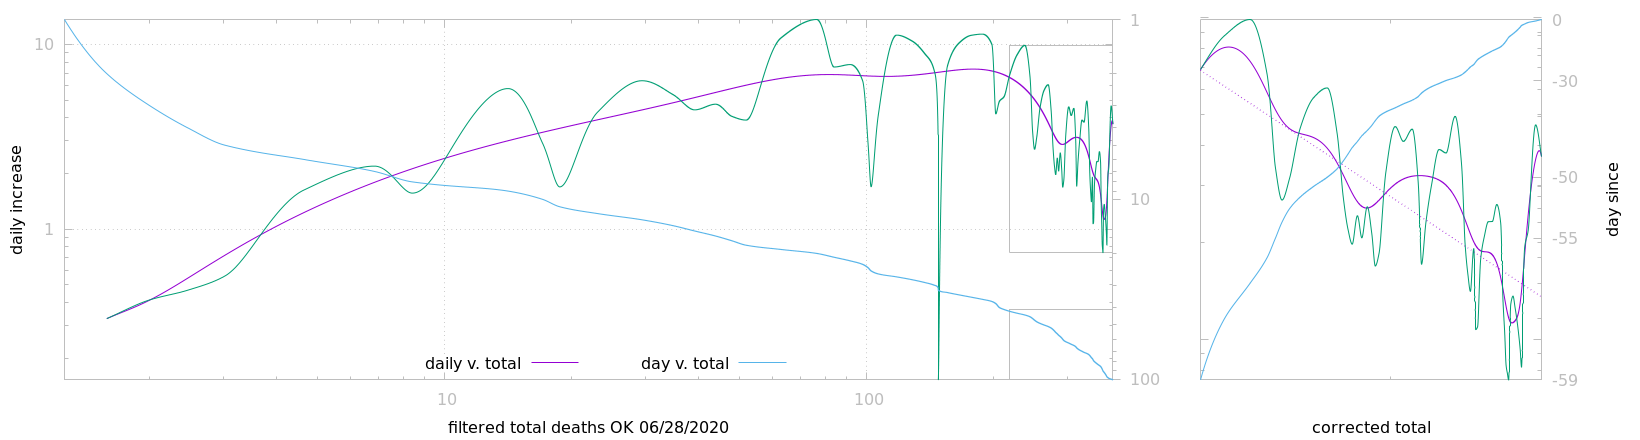 10
1
daily increase
daily v. total
day v. total
10
100
filtered total deaths OK 06/28/2020
1
10
100
0
-30
-50
-55
-59
day since
corrected total